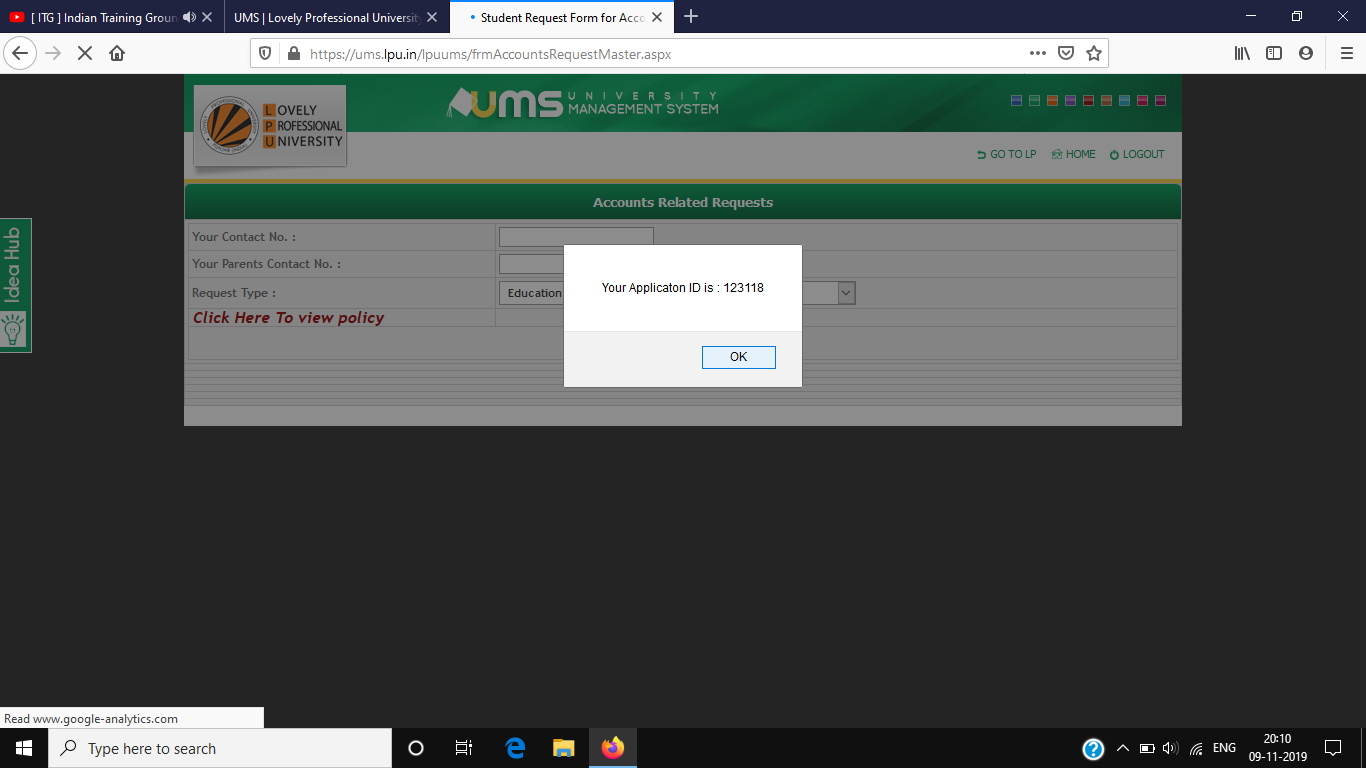 [ ITG ] Indian Training Groun
UMS | Lovely Professional University
Student Request Form for Acco
https://ums.lpu.in/lpuums/frmAccountsRequestMaster.aspx
LOVELY
PROFESSIONAL
UNIVERSITY
UMS UNIVERSITY
MANAGEMENT SYSTEM
GO TO LP HOME LOGOUT
Accounts Related Requests
Idea Hub
Your Contact No. :
Your Parents Contact No. :
Request Type : Education
Click Here To view policy
Your Applicaton ID is : 123118
OK
Read www.google-analytics.com
Type here to search
ENG
20:10
09-11-2019